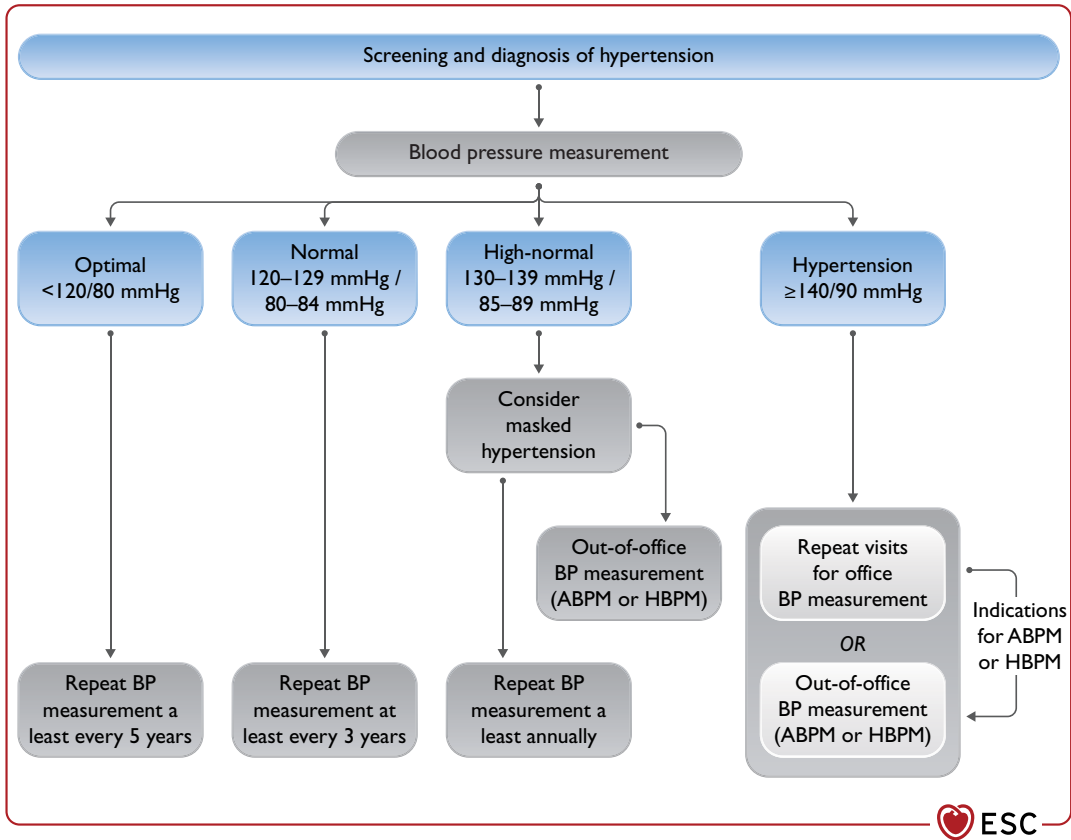 Screening and diagnosis of hypertension
Blood pressure measurement
Optimal
<120/80 mmHg
Normal
120–129 mmHg /
80–84 mmHg
High-normal
130–139 mmHg /
85–89 mmHg
Hypertension
≥140/90 mmHg
Consider
masked
hypertension
Out-of-office
BP measurement
(ABPM or HBPM)
Repeat visits
for office
BP measurement
OR
Out-of-office
BP measurement
(ABPM or HBPM)
Indications
for ABPM
or HBPM
Repeat BP
measurement a
least every 5 years
Repeat BP
measurement at
least every 3 years
Repeat BP
measurement a
least annually
ESC